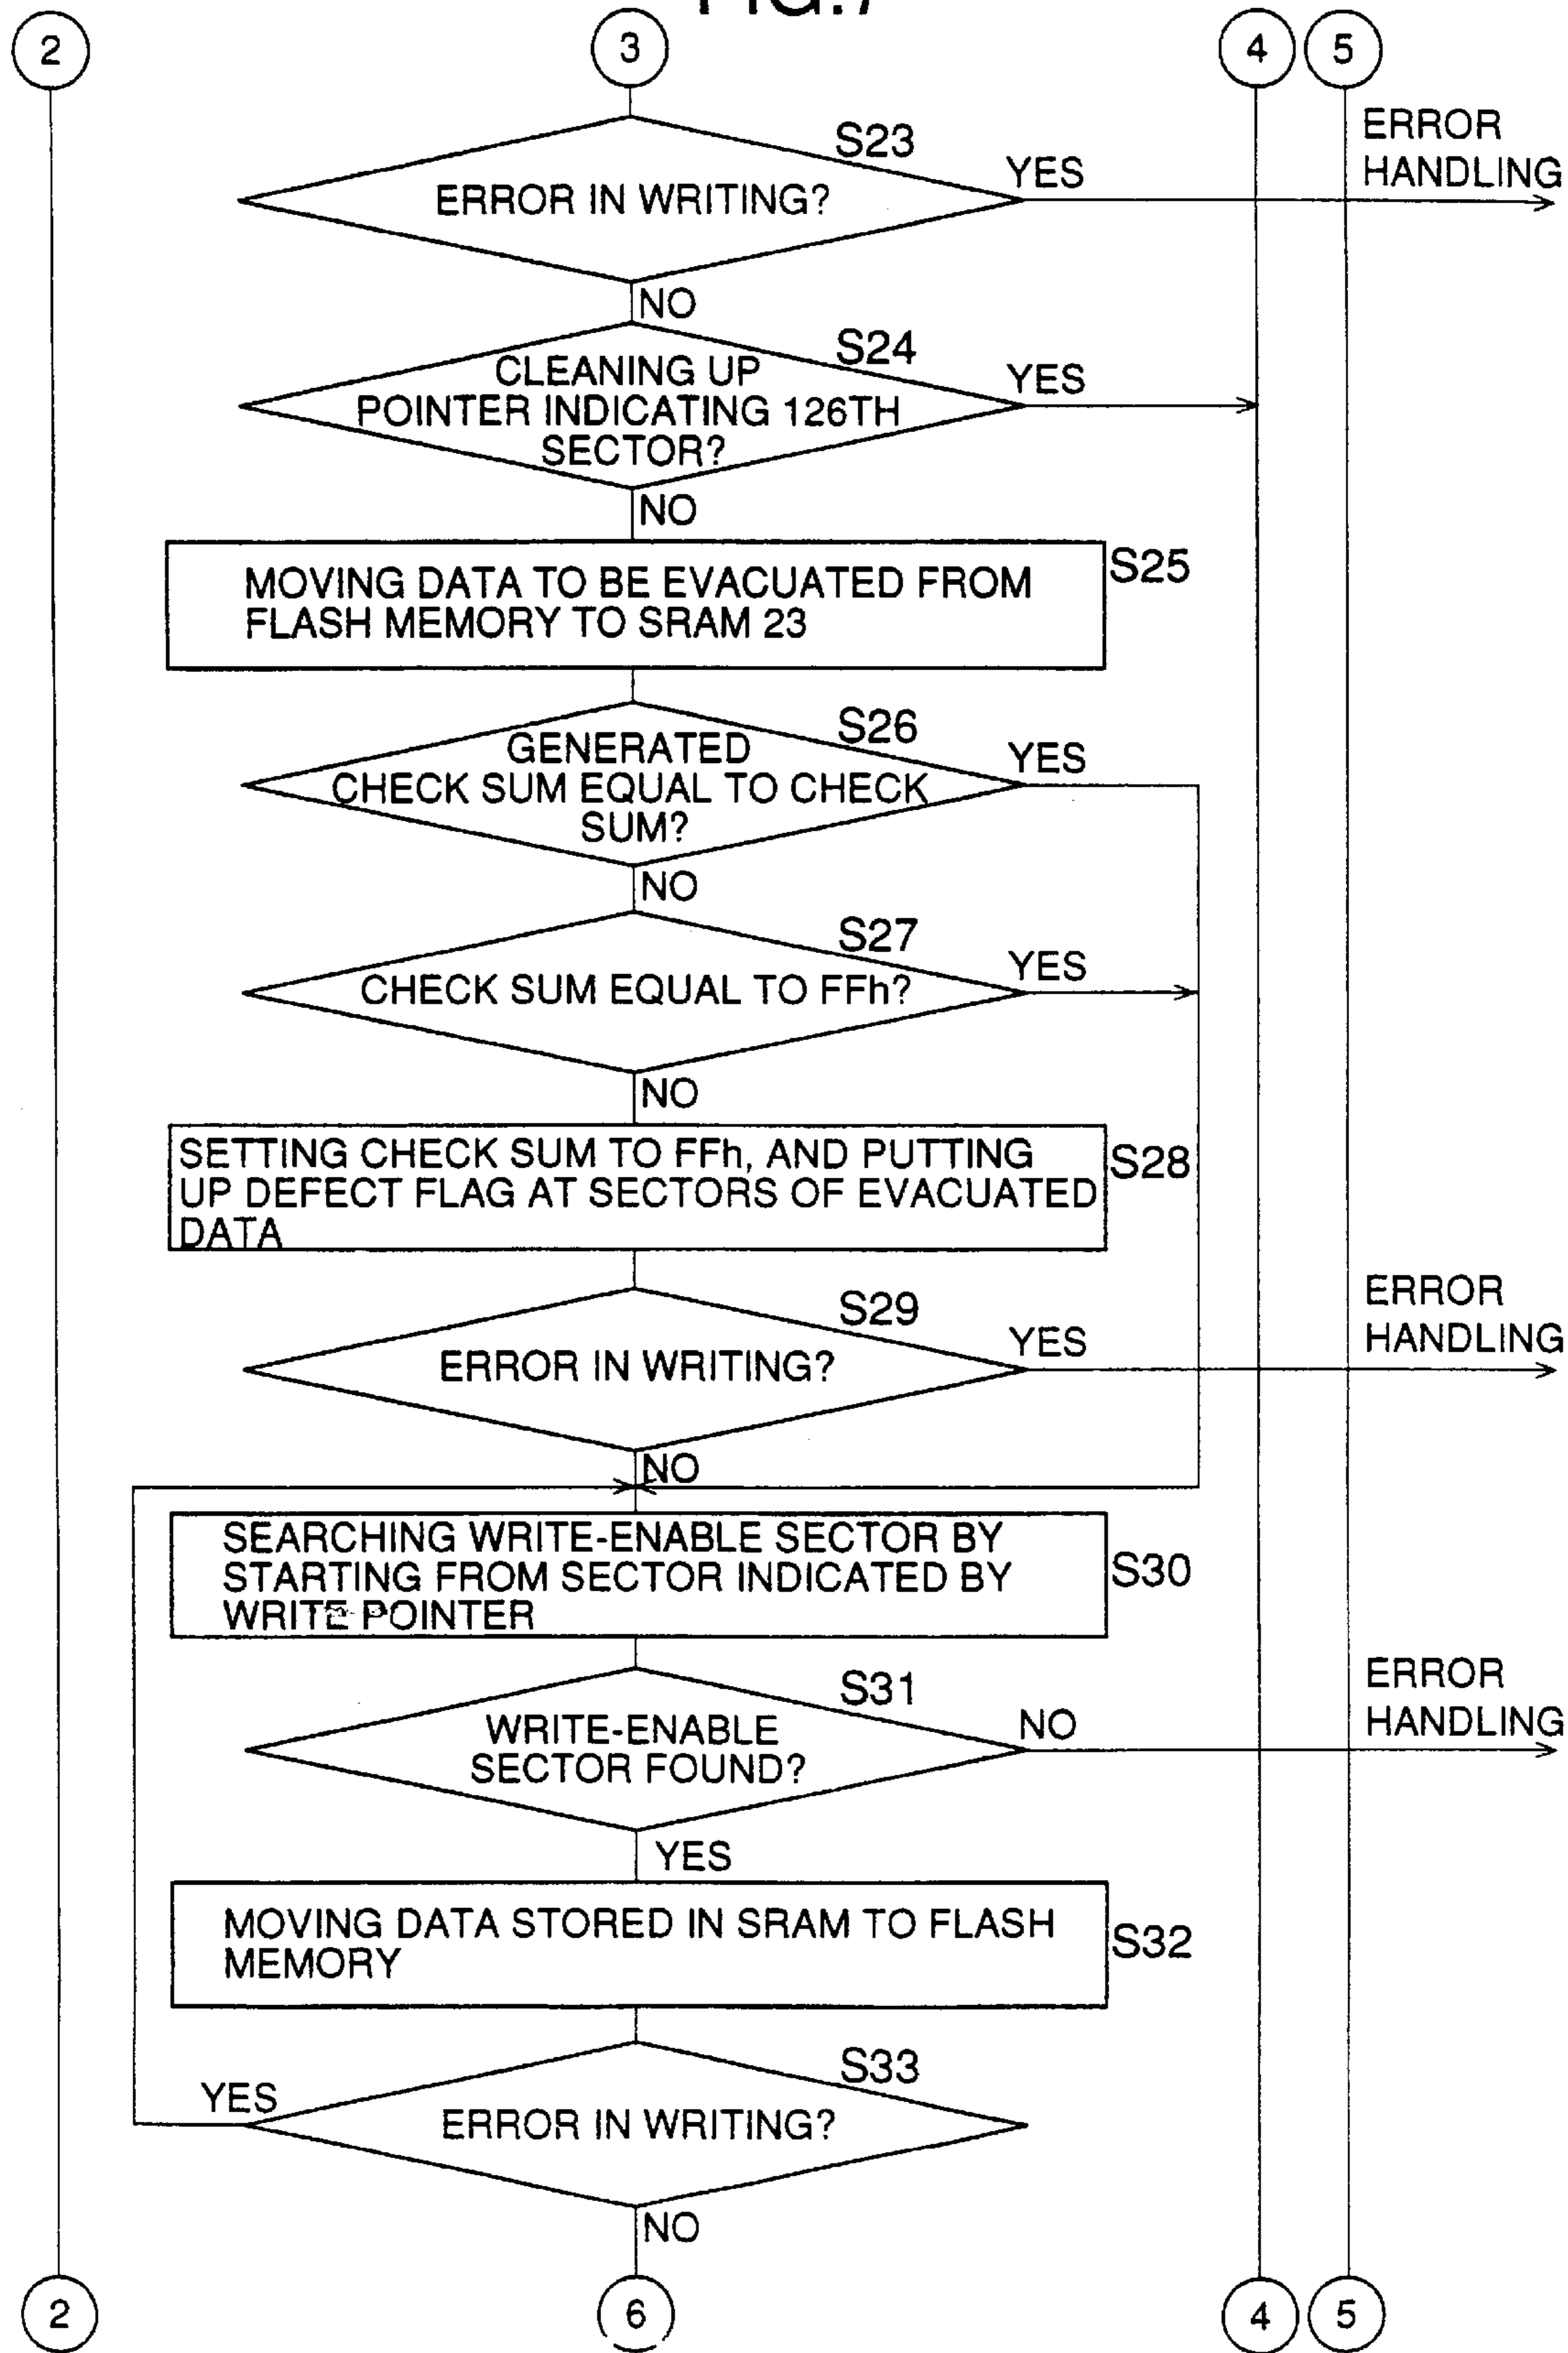 FIG.7
2
3
4
5
S23
ERROR IN WRITING?
YES
ERROR
HANDLING
NO
S24
CLEANING UP
POINTER INDICATING 126TH
SECTOR?
YES
NO
S25
MOVING DATA TO BE EVACUATED FROM
FLASH MEMORY TO SRAM 23
S26
GENERATED
CHECK SUM EQUAL TO CHECK
SUM?
YES
NO
S27
CHECK SUM EQUAL TO FFh?
YES
NO
SETTING CHECK SUM TO FFh, AND PUTTING
UP DEFECT FLAG AT SECTORS OF EVACUATED
DATA
S28
S29
ERROR IN WRITING?
YES
ERROR
HANDLING
NO
SEARCHING WRITE-ENABLE SECTOR BY
STARTING FROM SECTOR INDICATED BY
WRITE POINTER
S30
S31
WRITE-ENABLE
SECTOR FOUND?
NO
ERROR
HANDLING
YES
MOVING DATA STORED IN SRAM TO FLASH
MEMORY
S32
S33
YES
ERROR IN WRITING?
NO
2
6
4
5